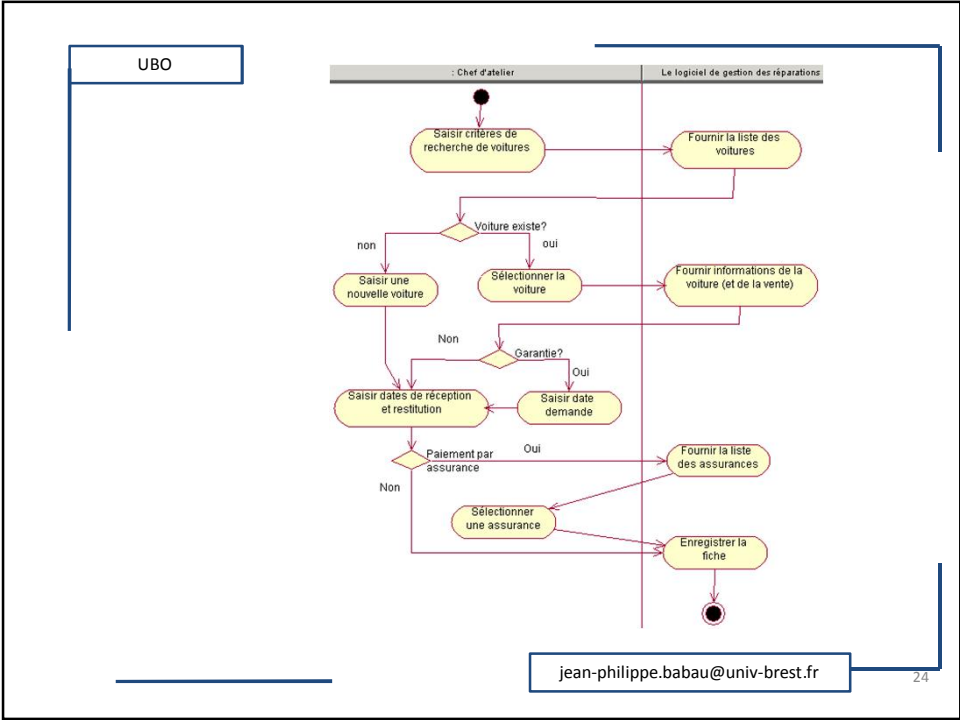 UBO
: Chef d'atelier
Le logiciel de gestion des réparations
Saisir critères de
recherche de voitures
Fournir la liste des
voitures
Voiture existe?
non
oui
Saisir une
nouvelle voiture
Sélectionner la
voiture
Fournir informations de la
voiture (et de la vente)
Non
Garantie?
Oui
Saisir dates de réception
et restitution
Saisir date
demande
Paiement par
assurance
Oui
Non
Fournir la liste
des assurances
Sélectionner
une assurance
Enregistrer la
fiche
jean-philippe.babau@univ-brest.fr
24